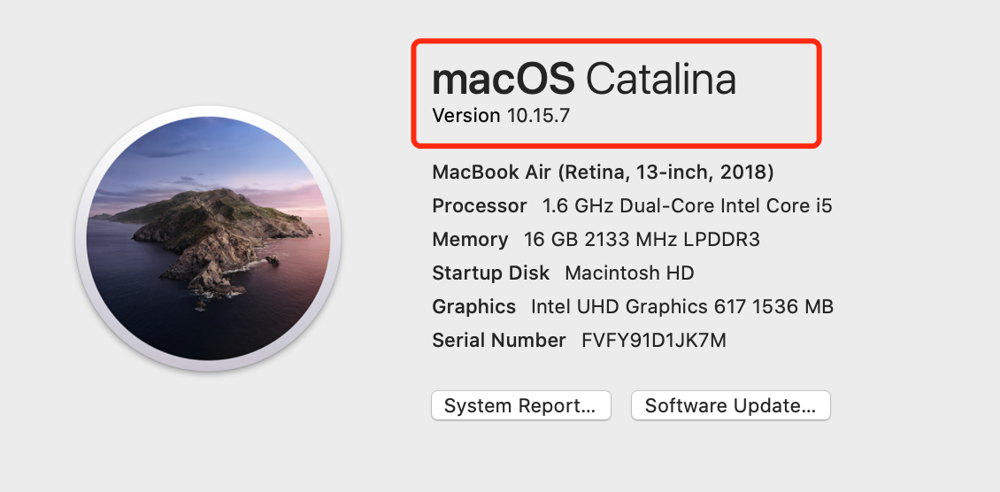 macOS Catalina
Version 10.15.7
MacBook Air (Retina, 13-inch, 2018)
Processor 1.6 GHz Dual-Core Intel Core i5
Memory 16 GB 2133 MHz LPDDR3
Startup Disk Macintosh HD
Graphics Intel UHD Graphics 617 1536 MB
Serial Number FVFY91D1JK7M
System Report... Software Update...